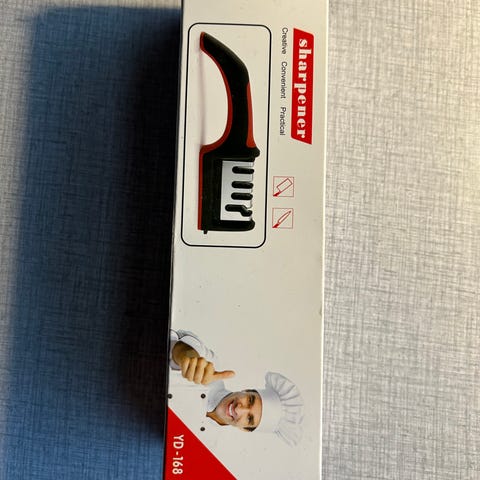 sharpener
Creative Convenient Practical
YD-168